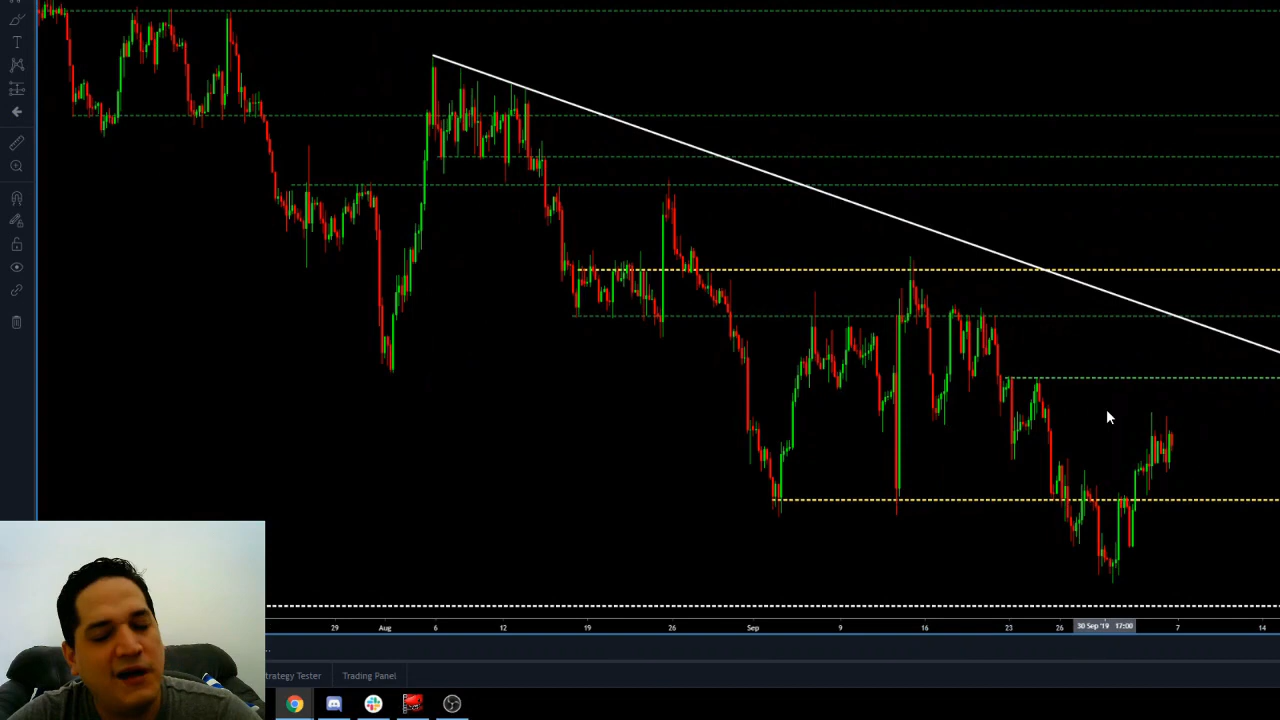 29 Aug 6 12 19 26 Sep 9 16 23 26 30 Sep '19 17:00 7 14
trategy Tester Trading Panel